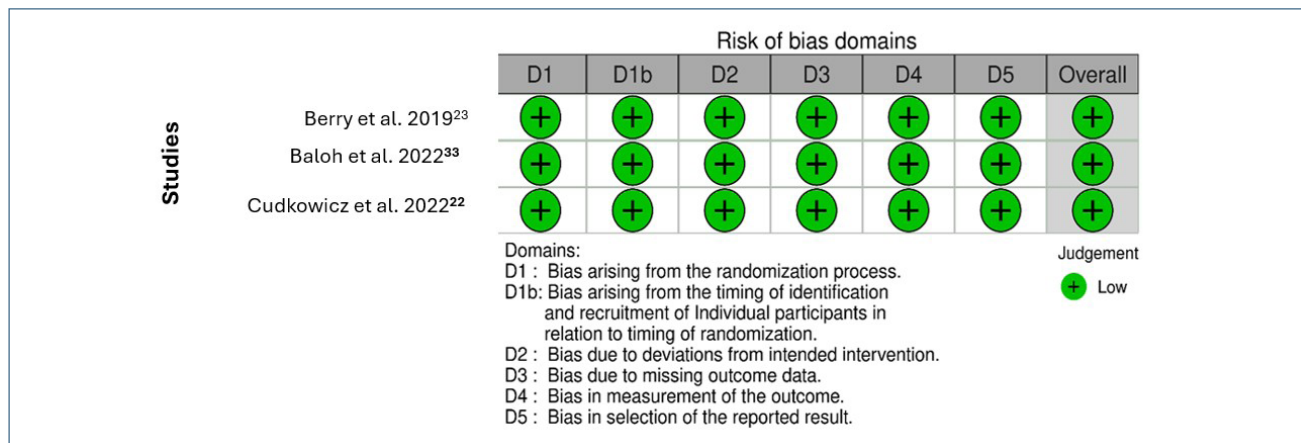 Risk of bias domains
D1 D1b D2 D3 D4 D5 Overall
Studies
Berry et al. 2019²³ + + + + + + +
Baloh et al. 2022³³ + + + + + + +
Cudkowicz et al. 2022²² + + + + + + +
Domains:
D1 : Bias arising from the randomization process.
D1b: Bias arising from the timing of identification
and recruitment of Individual participants in
relation to timing of randomization.
D2 : Bias due to deviations from intended intervention.
D3 : Bias due to missing outcome data.
D4 : Bias in measurement of the outcome.
D5 : Bias in selection of the reported result.
Judgement
+ Low